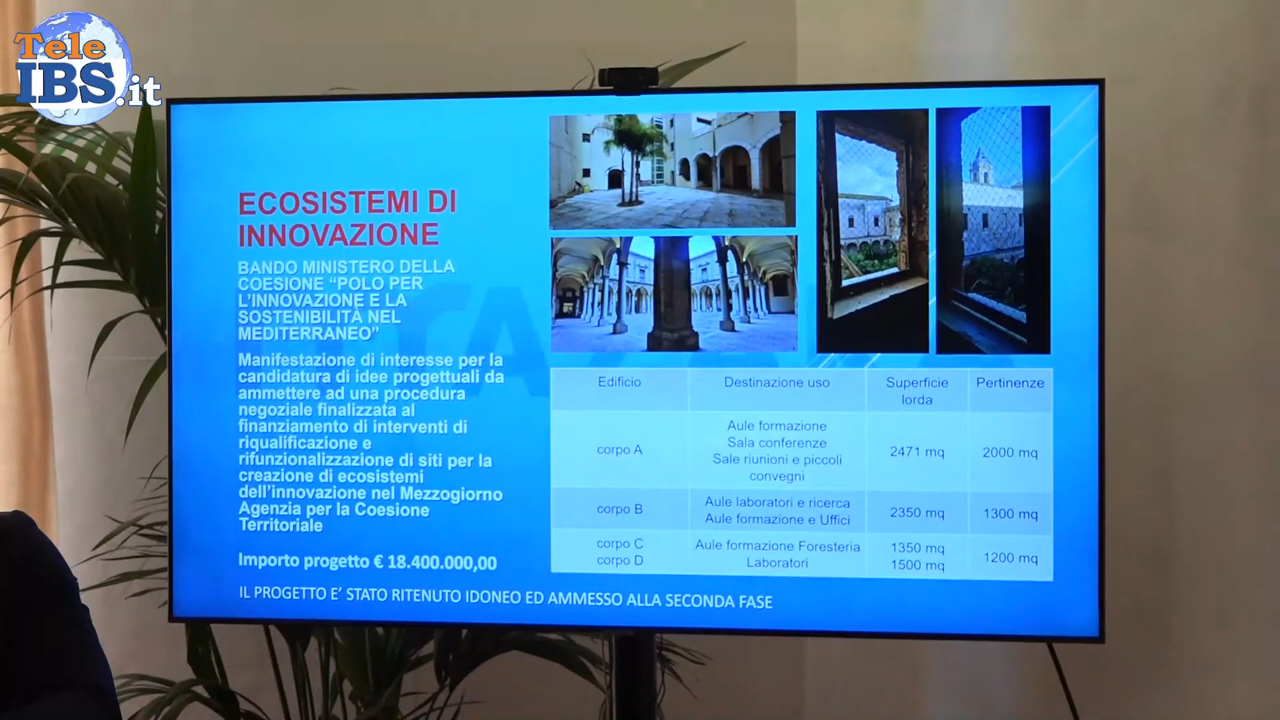 Tele
IBS.it
ECOSISTEMI DI
INNOVAZIONE
BANDO MINISTERO DELLA
COESIONE “POLO PER
L’INNOVAZIONE E LA
SOSTENIBILITÀ NEL
MEDITERRANEO”
Manifestazione di interesse per la
candidatura di idee progettuali da
ammettere ad una procedura
negoziale finalizzata al
finanziamento di interventi di
riqualificazione e
rifunzionalizzazione di siti per la
creazione di ecosistemi
dell’innovazione nel Mezzogiorno
Agenzia per la Coesione
Territoriale
Importo progetto € 18.400.000,00
IL PROGETTO E’ STATO RITENUTO IDONEO ED AMMESSO ALLA SECONDA FASE
Edificio Destinazione uso Superficie lorda Pertinenze
corpo A Aule formazione
Sala conferenze
Sale riunioni e piccoli
convegni 2471 mq 2000 mq
corpo B Aule laboratori e ricerca
Aule formazione e Uffici 2350 mq 1300 mq
corpo C Aule formazione Foresteria 1350 mq 1200 mq
corpo D Laboratori 1500 mq